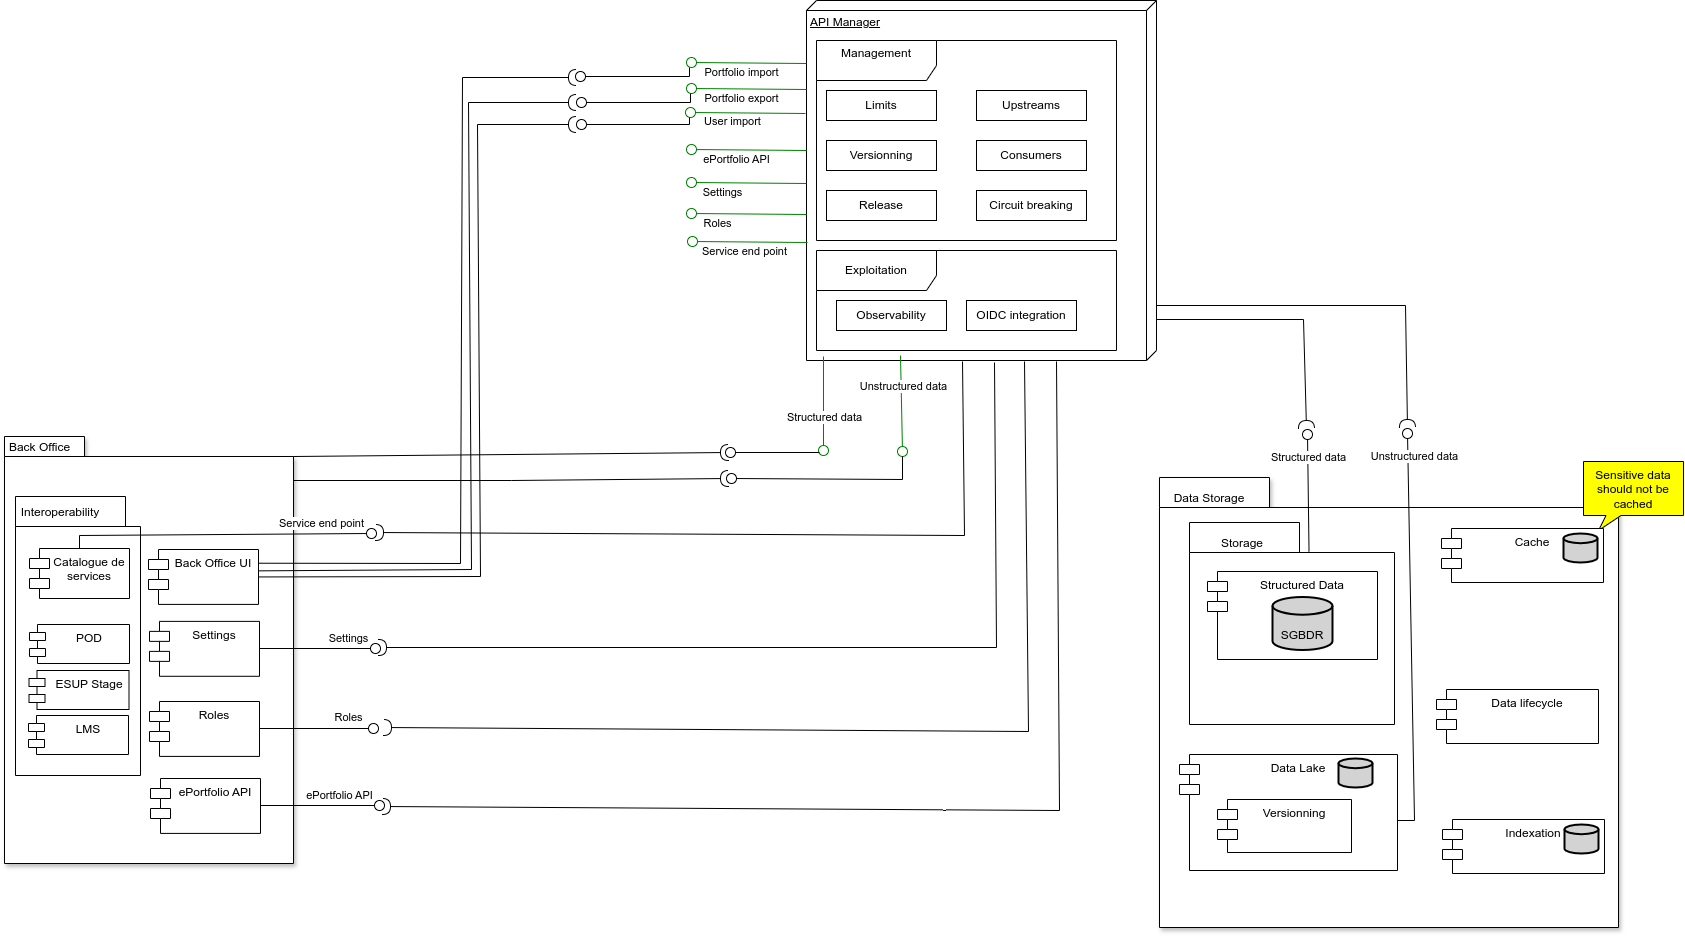 API Manager
Management
Limits
Upstreams
Versionning
Consumers
Release
Circuit breaking
Exploitation
Observability
OIDC integration
Portfolio import
Portfolio export
User import
ePortfolio API
Settings
Roles
Service end point
Unstructured data
Structured data
Back Office
Interoperability
Service end point
Catalogue de
services
Back Office UI
POD
Settings
Settings
ESUP Stage
Roles
Roles
LMS
ePortfolio API
ePortfolio API
Structured data
Unstructured data
Sensitive data
should not be
cached
Data Storage
Storage
Structured Data
SGBDR
Cache
Data lifecycle
Data Lake
Versionning
Indexation